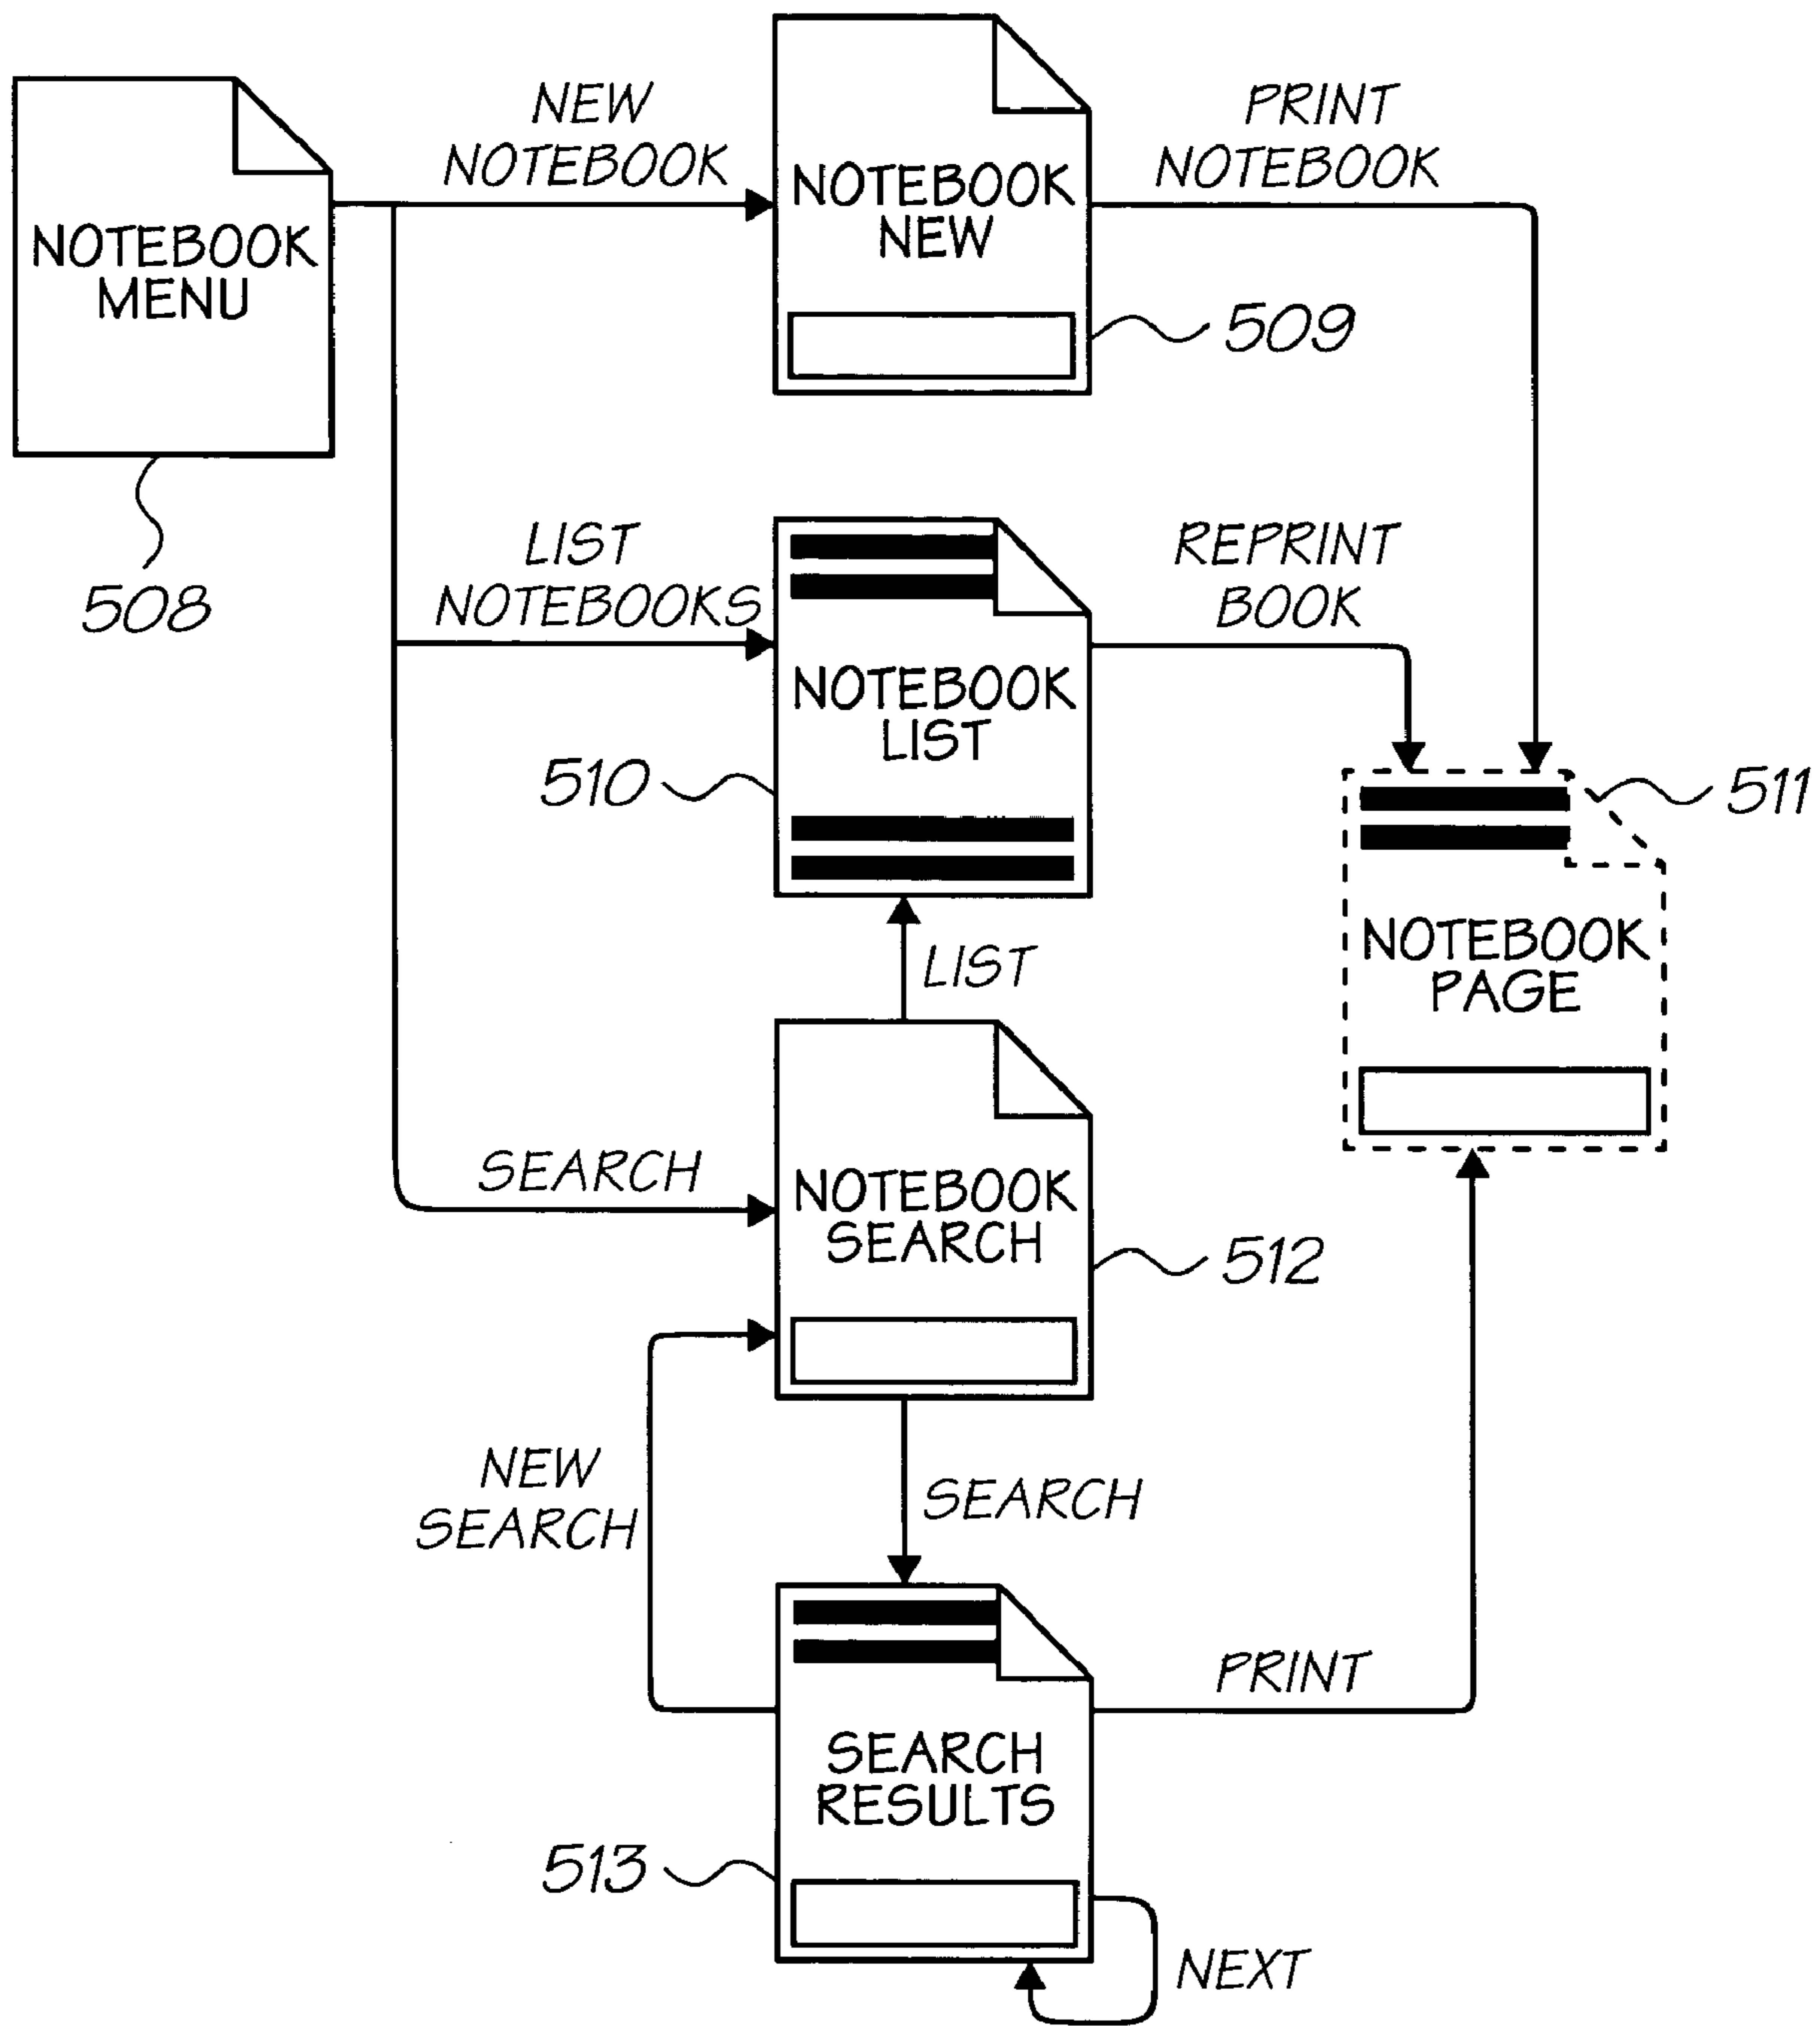 NEW
NOTEBOOK
PRINT
NOTEBOOK
NOTEBOOK
NEW
NOTEBOOK
MENU
509
508
LIST
NOTEBOOKS
REPRINT
BOOK
NOTEBOOK
LIST
510
511
NOTEBOOK
PAGE
LIST
SEARCH
NOTEBOOK
SEARCH
512
NEW
SEARCH
SEARCH
PRINT
SEARCH
RESULTS
513
NEXT